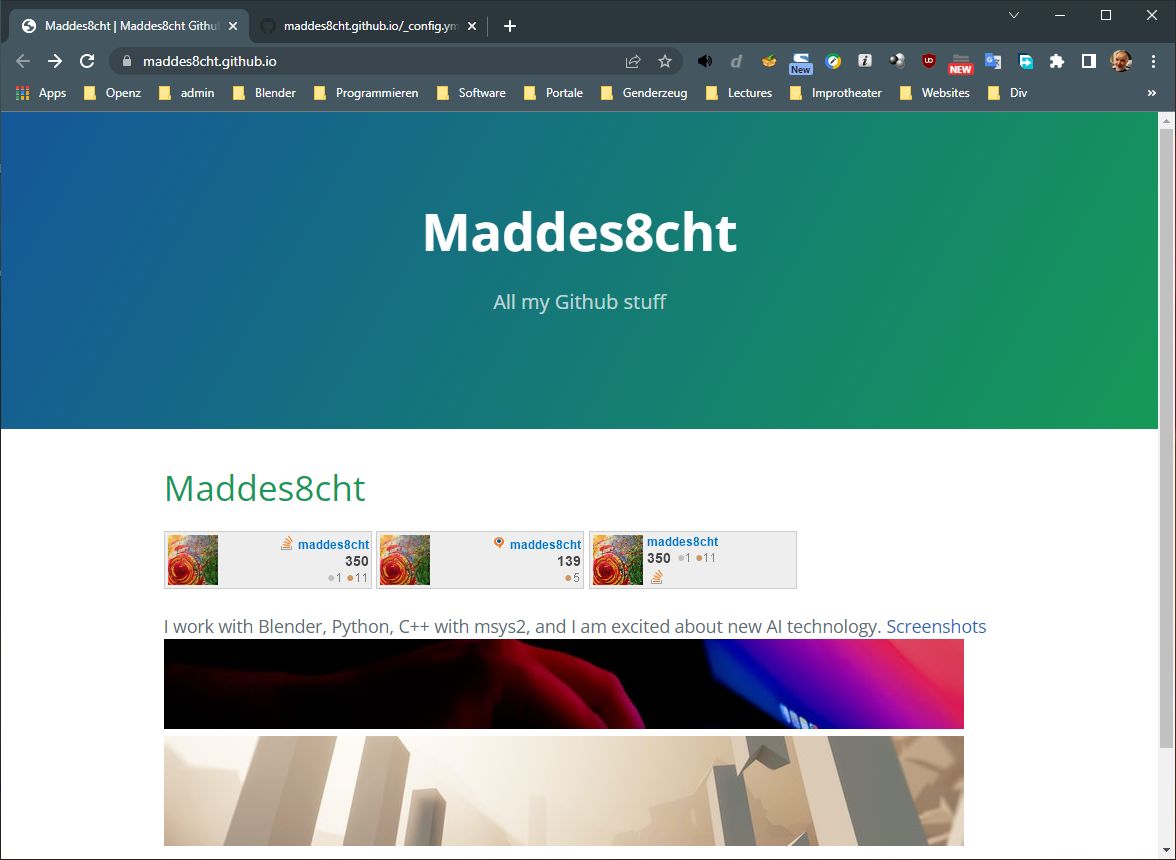 Maddes8cht | Maddes8cht Githu
maddes8cht.github.io/_config.ym
maddes8cht.github.io
New
UD
NEW
Apps Openz admin Blender Programmieren Software Portale Genderzeug Lectures Improtheater Websites Div »
Maddes8cht
All my Github stuff
Maddes8cht
maddes8cht
350
1 11
maddes8cht
139
5
maddes8cht
350 1 11
I work with Blender, Python, C++ with msys2, and I am excited about new AI technology. Screenshots